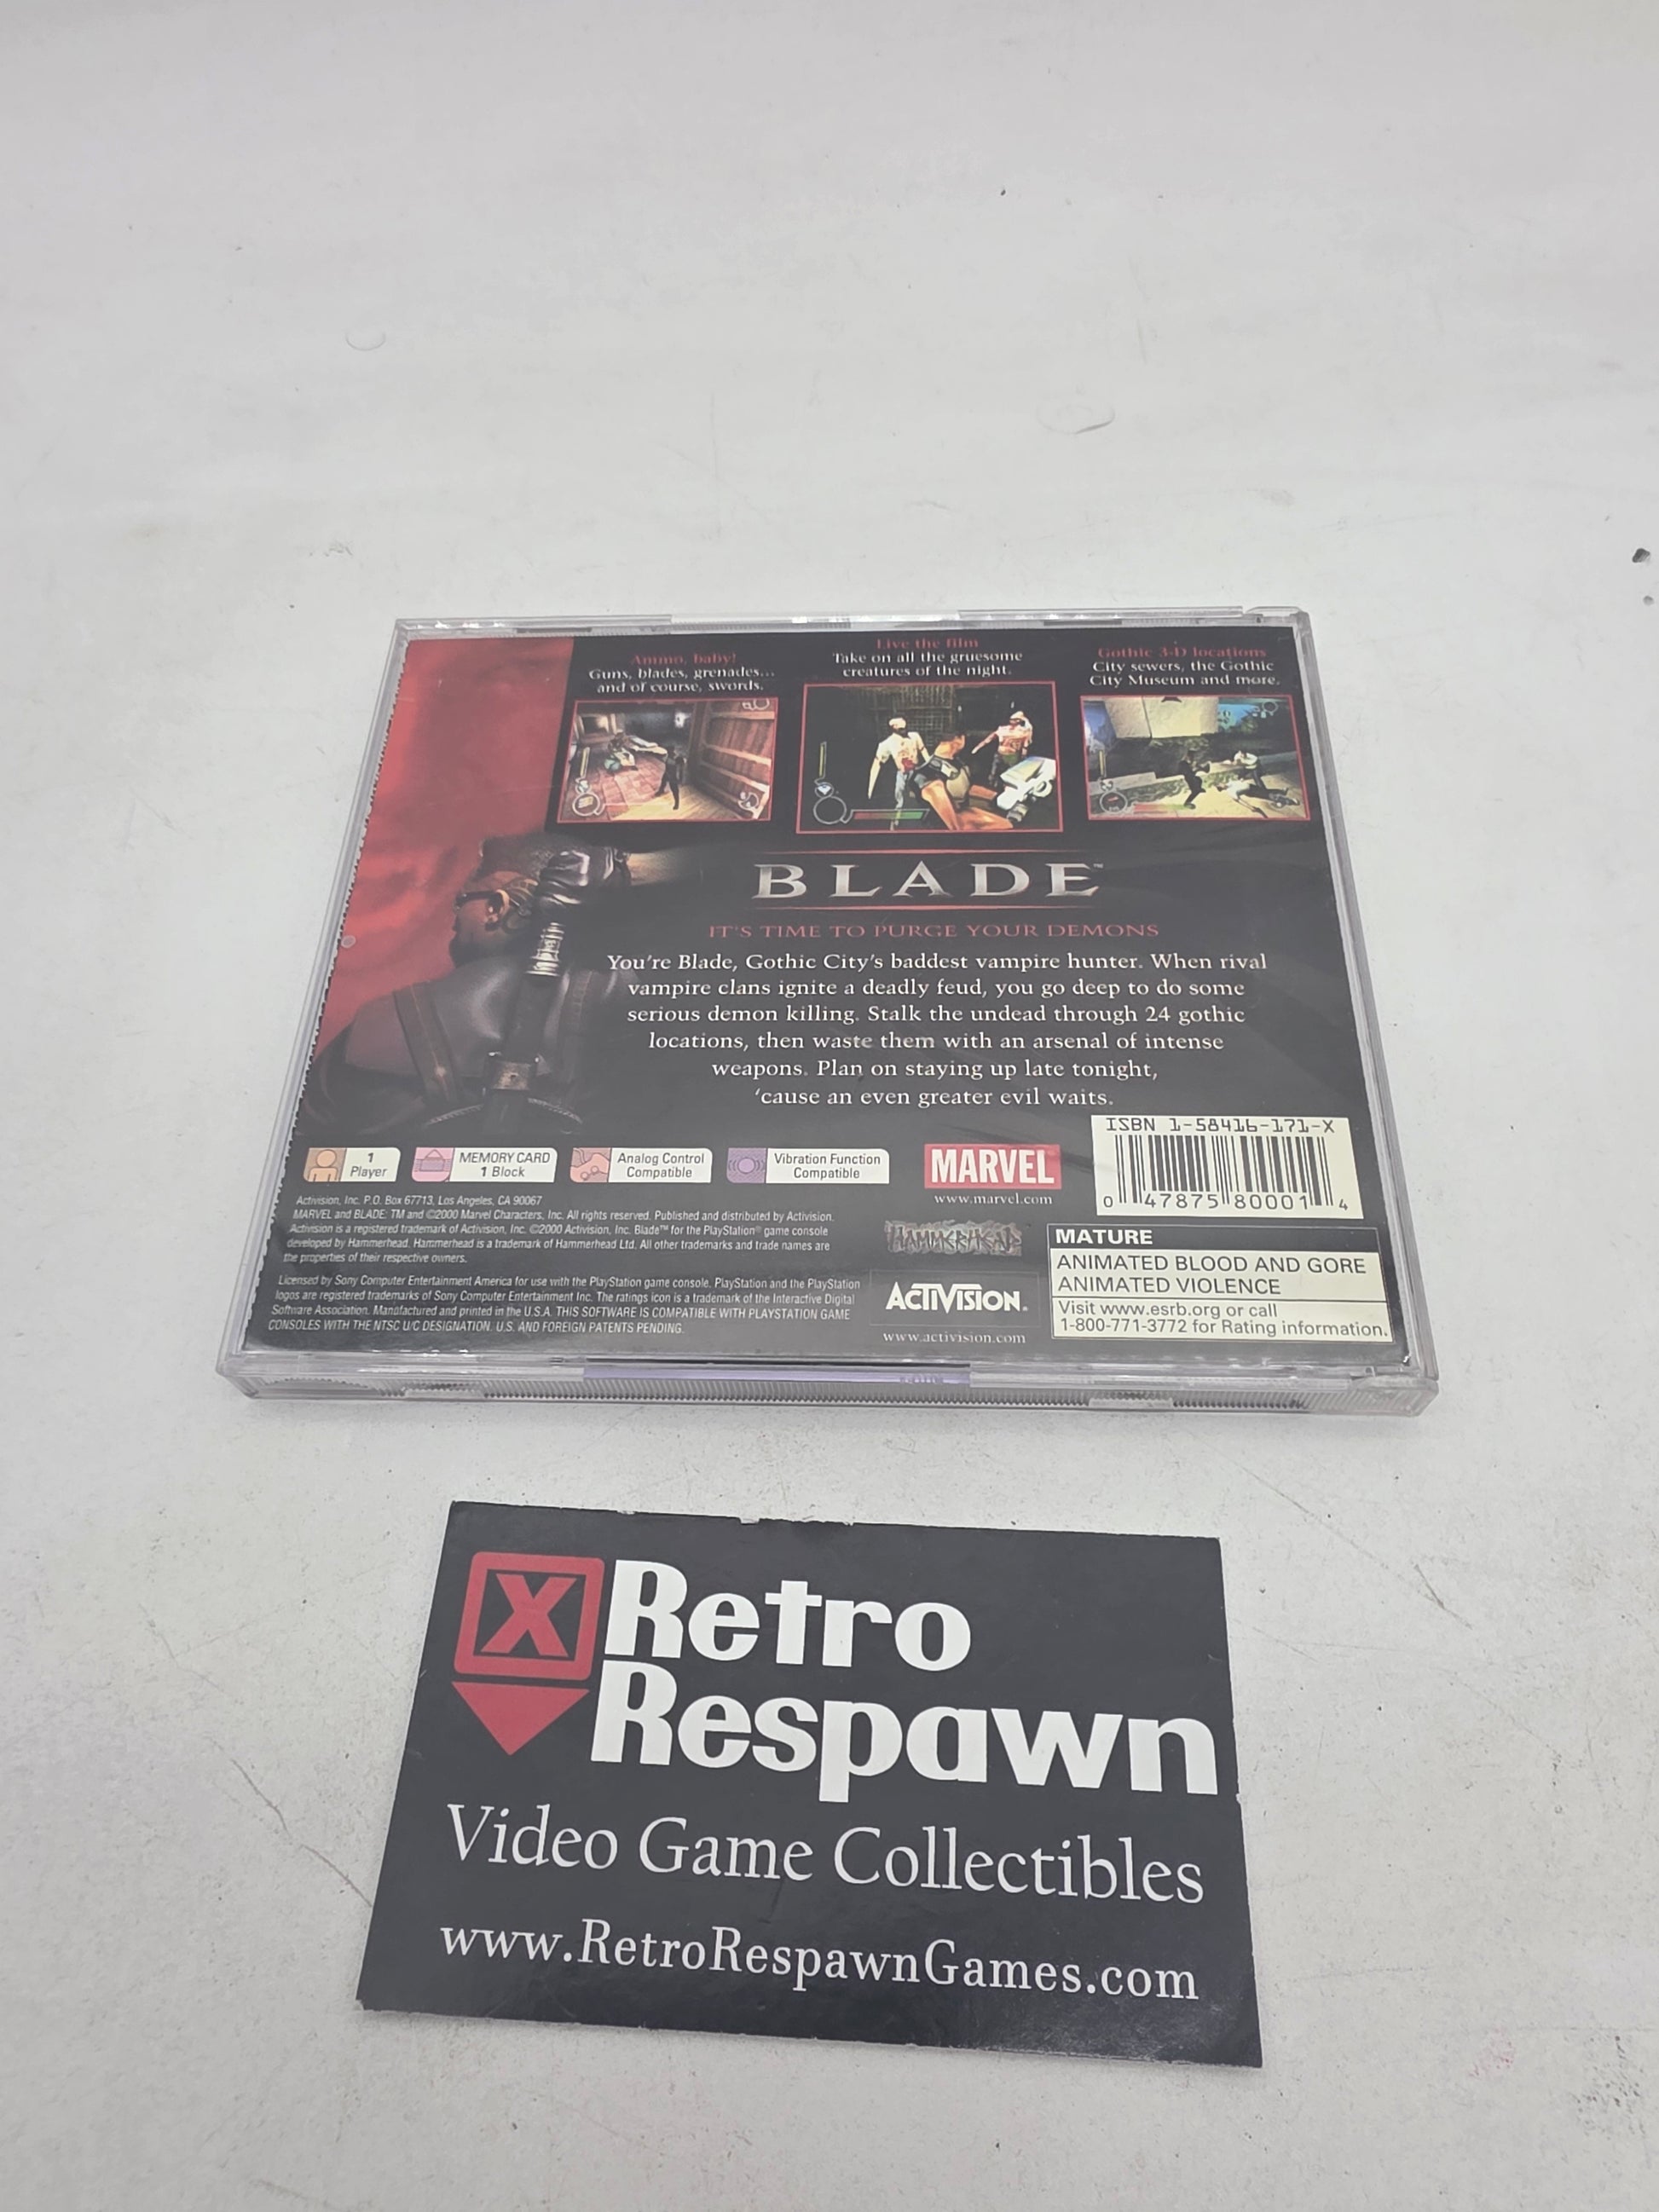 Ammo, baby!
Guns, blades, grenades...
and of course, swords.
Live the film
Take on all the gruesome
creatures of the night.
Gothic 3-D locations
City sewers, the Gothic
City Museum and more.
BLADE™
IT'S TIME TO PURGE YOUR DEMONS
You're Blade, Gothic City's baddest vampire hunter. When rival
vampire clans ignite a deadly feud, you go deep to do some
serious demon killing. Stalk the undead through 24 gothic
locations, then waste them with an arsenal of intense
weapons. Plan on staying up late tonight,
'cause an even greater evil waits.
1
Player
MEMORY CARD
1 Block
Analog Control
Compatible
Vibration Function
Compatible
MARVEL
www.marvel.com
ISBN 1-58416-171-X
0 47875 80001 4
Activision, Inc. P.O. Box 67713, Los Angeles, CA 90067
MARVEL and BLADE: TM and ©2000 Marvel Characters, Inc. All rights reserved. Published and distributed by Activision.
Activision is a registered trademark of Activision, Inc. ©2000 Activision, Inc. Blade™ for the PlayStation® game console
developed by Hammerhead. Hammerhead is a trademark of Hammerhead Ltd. All other trademarks and trade names are
the properties of their respective owners.
Licensed by Sony Computer Entertainment America for use with the PlayStation game console. PlayStation and the PlayStation
logos are registered trademarks of Sony Computer Entertainment Inc. The ratings icon is a trademark of the Interactive Digital
Software Association. Manufactured and printed in the U.S.A. THIS SOFTWARE IS COMPATIBLE WITH PLAYSTATION GAME
CONSOLES WITH THE NTSC U/C DESIGNATION. U.S. AND FOREIGN PATENTS PENDING.
HAMMERHEAD
ACTIVISION.
www.activision.com
MATURE
ANIMATED BLOOD AND GORE
ANIMATED VIOLENCE
Visit www.esrb.org or call
1-800-771-3772 for Rating information.
X Retro
Respawn
Video Game Collectibles
www.RetroRespawnGames.com